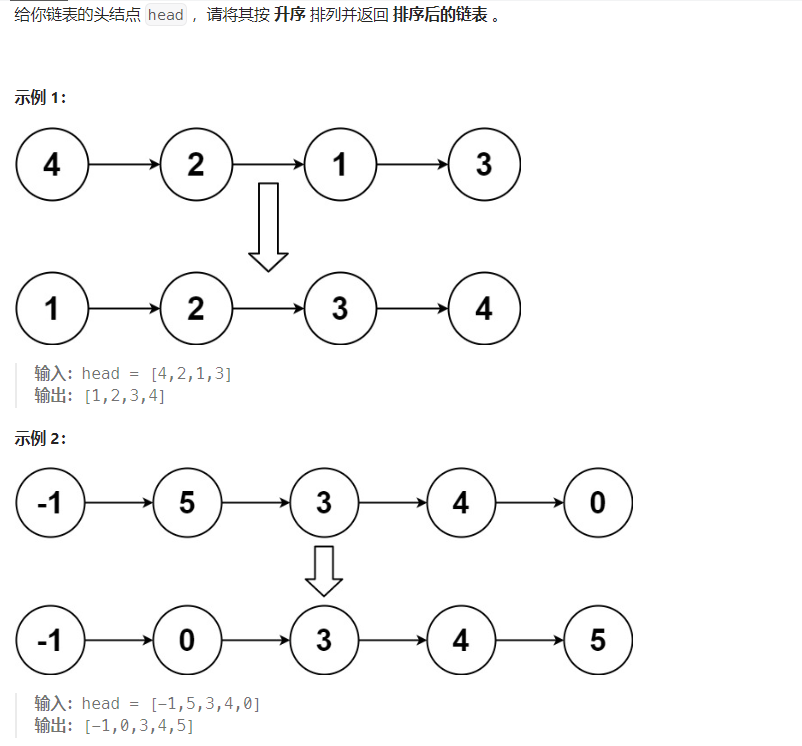 给你链表的头结点 head ，请将其按 升序 排列并返回 排序后的链表 。
示例 1：
4 2 1 3
1 2 3 4
输入：head = [4,2,1,3]
输出：[1,2,3,4]
示例 2：
-1 5 3 4 0
-1 0 3 4 5
输入：head = [-1,5,3,4,0]
输出：[-1,0,3,4,5]